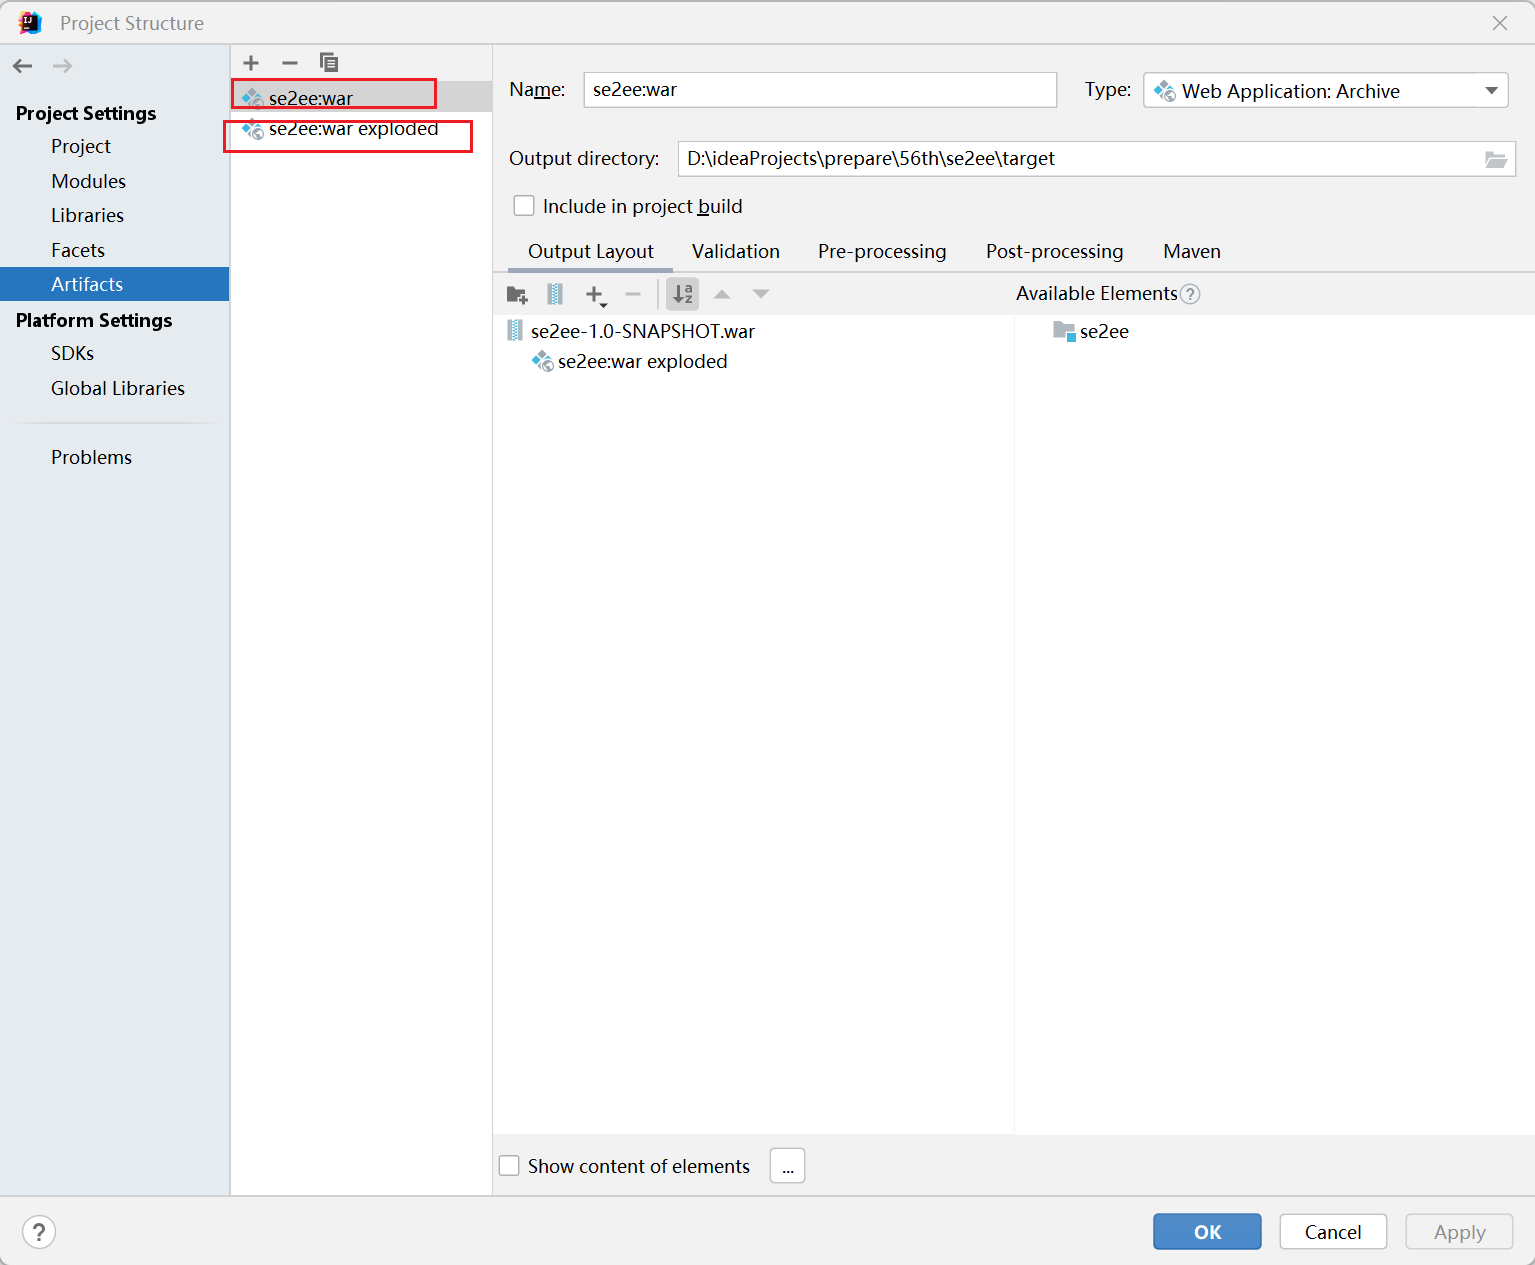 Project Structure
Project Settings
Project
Modules
Libraries
Facets
Artifacts
Platform Settings
SDKs
Global Libraries
Problems
se2ee:war
se2ee:war exploded
Name: se2ee:war Type: Web Application: Archive
Output directory: D:\ideaProjects\prepare\56th\se2ee\target
Include in project build
Output Layout Validation Pre-processing Post-processing Maven
Available Elements
se2ee-1.0-SNAPSHOT.war
se2ee:war exploded
se2ee
Show content of elements ...
? OK Cancel Apply